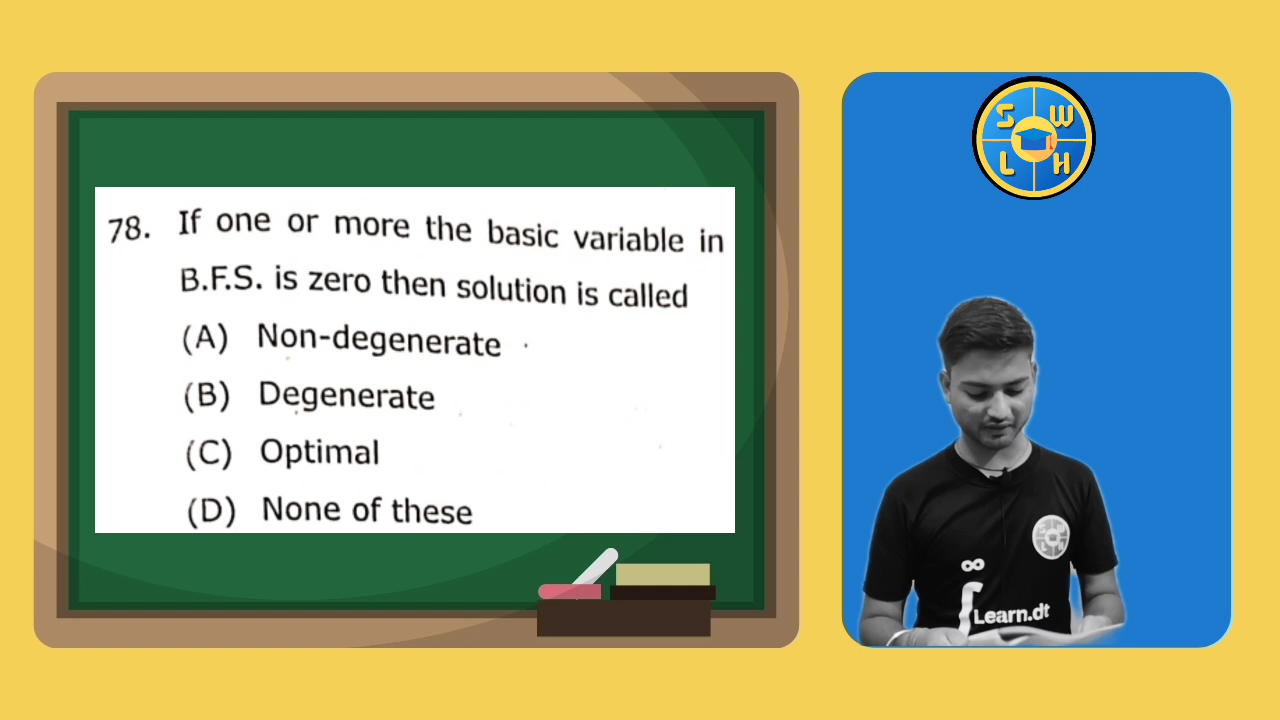 78. If one or more the basic variable in
B.F.S. is zero then solution is called
(A) Non-degenerate
(B) Degenerate
(C) Optimal
(D) None of these
S W
L H
∞
∫ Learn.dt